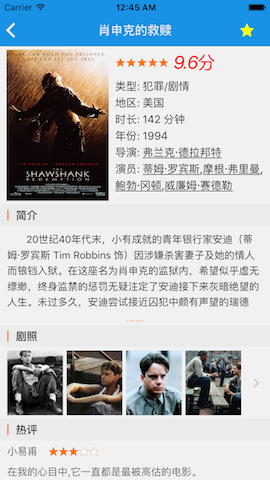 Carrier 12:45 AM
肖申克的救赎
FEAR CAN HOLD YOU PRISONER.
HOPE CAN SET YOU FREE.
TIM ROBBINS MORGAN FREEMAN
THE
SHAWSHANK
REDEMPTION
9.6分
类型: 犯罪/剧情
地区: 美国
时长: 142 分钟
年份: 1994
导演: 弗兰克·德拉邦特
演员: 蒂姆·罗宾斯,摩根·弗里曼,
鲍勃·冈顿,威廉姆·赛德勒
简介
20世纪40年代末，小有成就的青年银行家安迪（蒂
姆·罗宾斯 Tim Robbins 饰）因涉嫌杀害妻子及她的情人
而锒铛入狱。在这座名为肖申克的监狱内，希望似乎虚无
缥缈，终身监禁的惩罚无疑注定了安迪接下来灰暗绝望的
人生。未过多久，安迪尝试接近囚犯中颇有声望的瑞德
......
剧照
热评
小易甫
在我的心目中,它一直都是最被高估的电影。